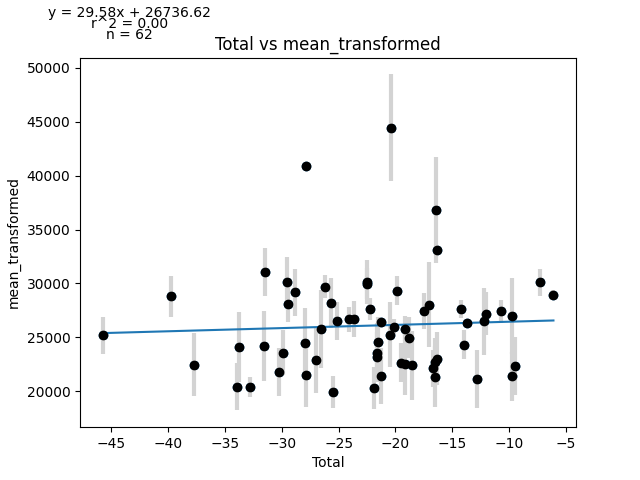 y = 29.58x + 26736.62
r^2 = 0.00
n = 62
Total vs mean_transformed
50000
45000
40000
35000
30000
25000
20000
mean_transformed
−45 −40 −35 −30 −25 −20 −15 −10 −5
Total